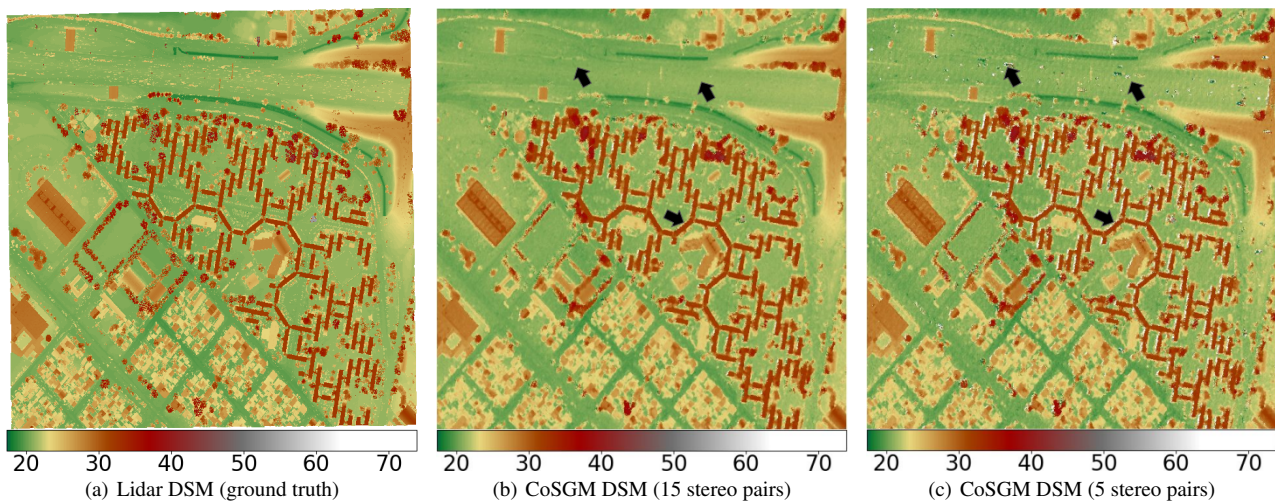 20 30 40 50 60 70
(a) Lidar DSM (ground truth)
20 30 40 50 60 70
(b) CoSGM DSM (15 stereo pairs)
20 30 40 50 60 70
(c) CoSGM DSM (5 stereo pairs)